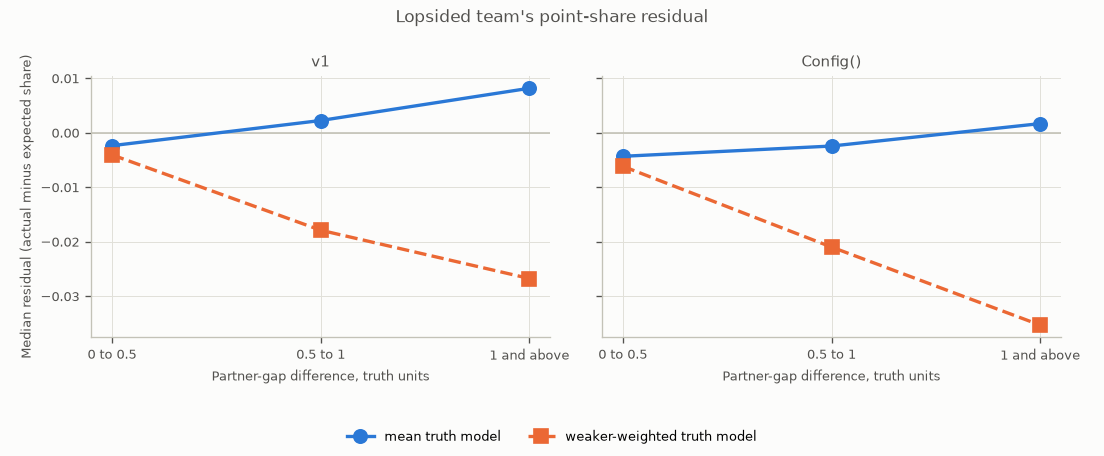 Lopsided team's point-share residual
v1
Config()
Median residual (actual minus expected share)
0.01
0.00
−0.01
−0.02
−0.03
0 to 0.5
0.5 to 1
1 and above
0 to 0.5
0.5 to 1
1 and above
Partner-gap difference, truth units
Partner-gap difference, truth units
mean truth model
weaker-weighted truth model